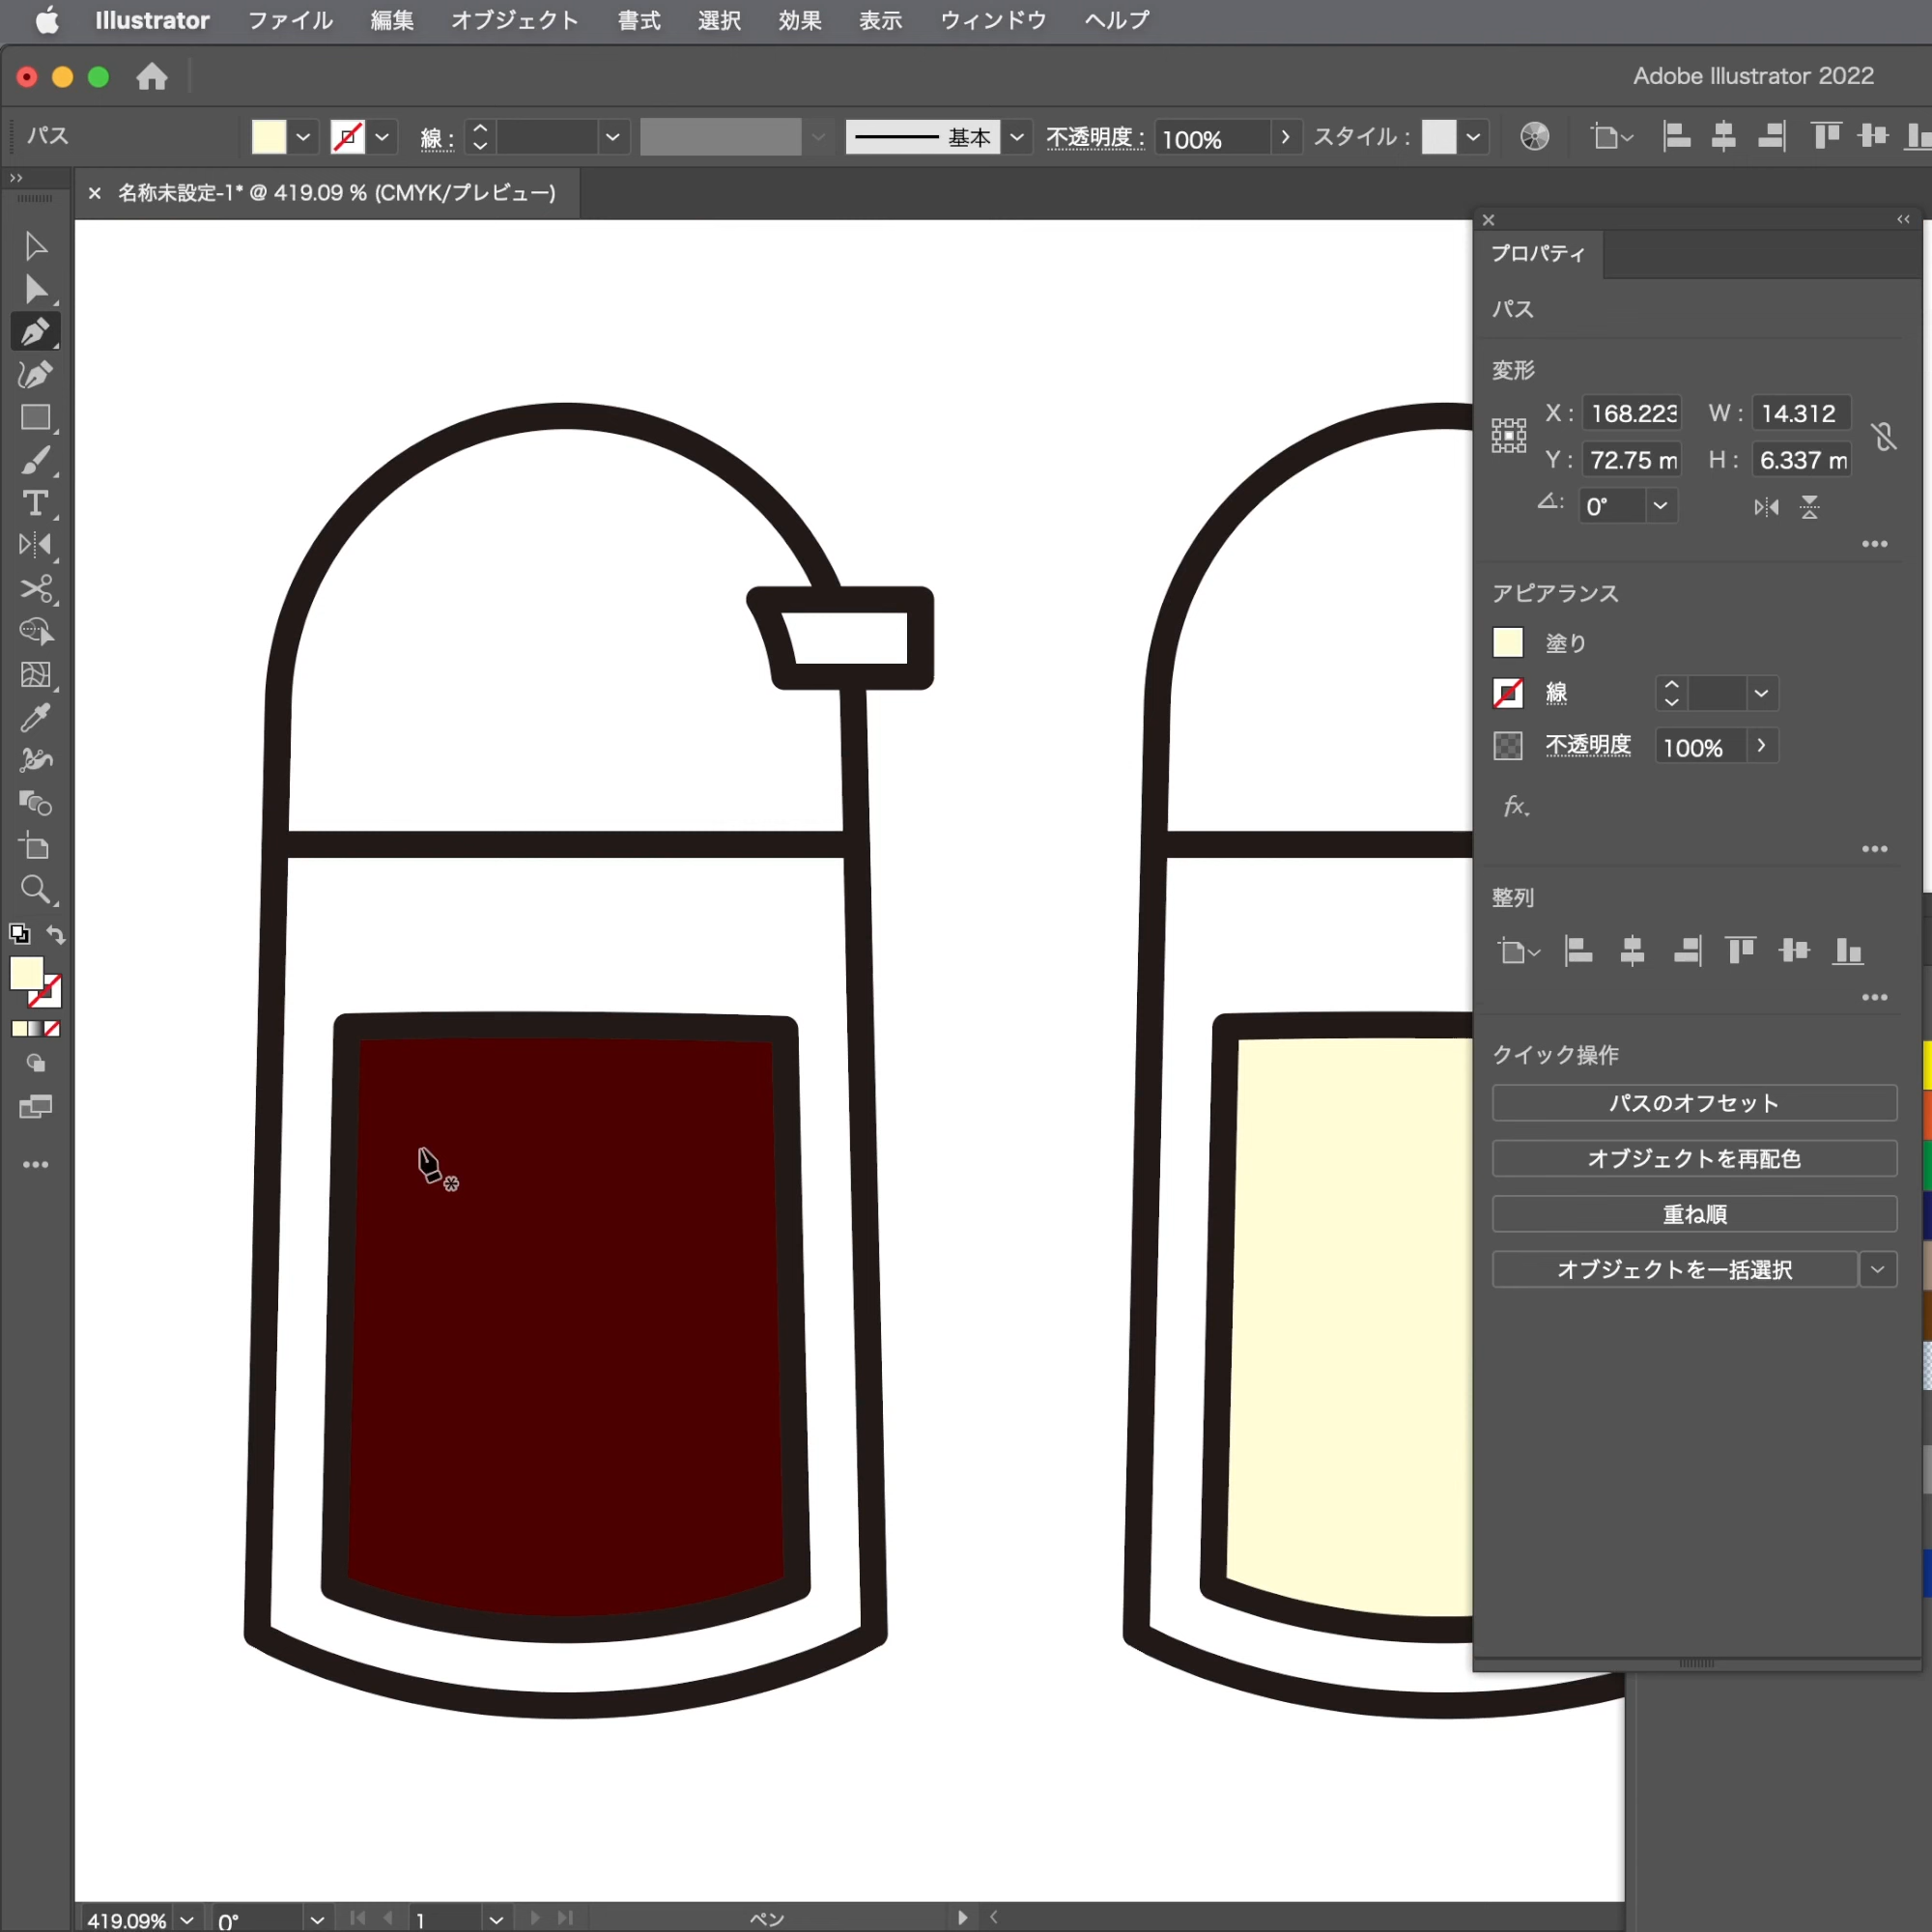 Illustrator ファイル 編集 オブジェクト 書式 選択 効果 表示 ウィンドウ ヘルプ
Adobe Illustrator 2022
パス 線 : 基本 不透明度 : 100% スタイル :
× 名称未設定-1* @ 419.09 % (CMYK/プレビュー)
プロパティ
パス
変形
X : 168.223 W : 14.312
Y : 72.75 m H : 6.337 m
0°
アピアランス
塗り
線
不透明度 100%
fx.
整列
クイック操作
パスのオフセット
オブジェクトを再配色
重ね順
オブジェクトを一括選択
419.09% 0° 1 ペン